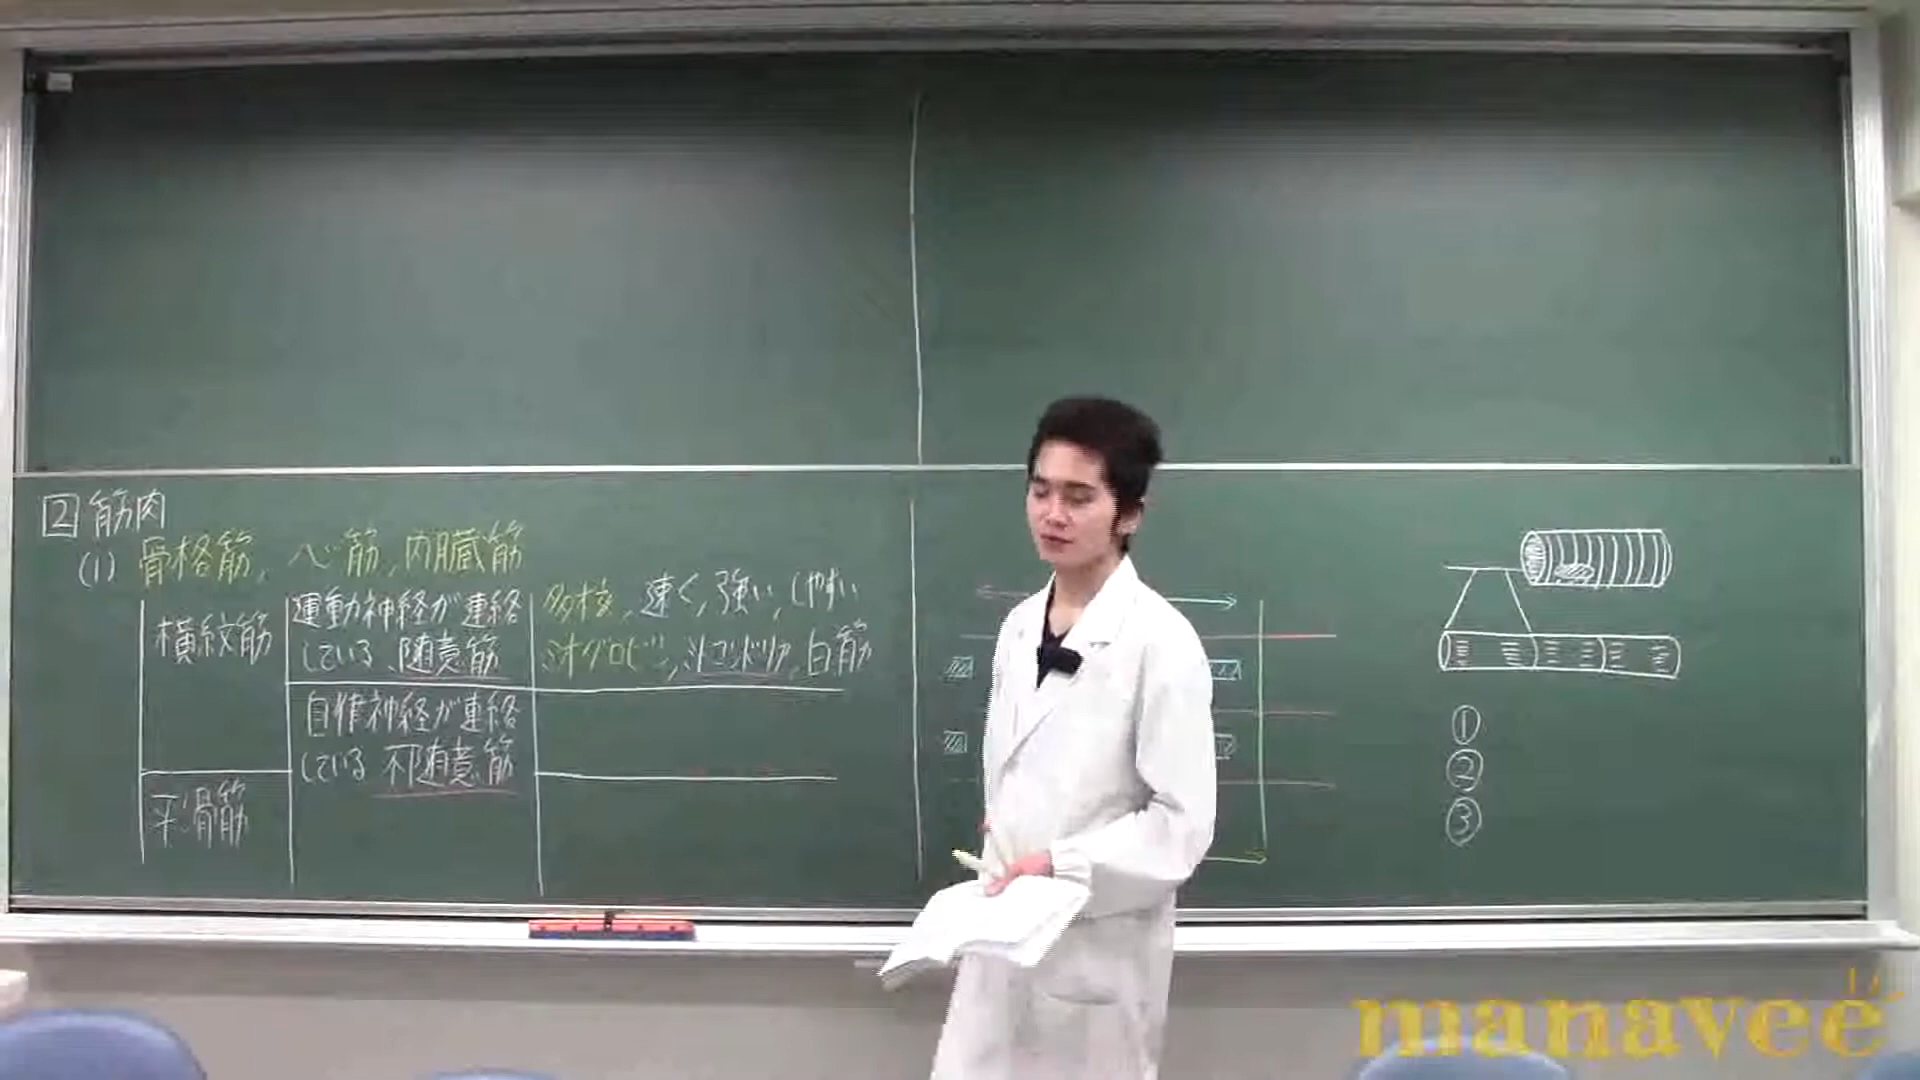 2 筋肉
(1) 骨格筋, 心筋, 内臓筋
横紋筋
運動神経が連絡
している 随意筋
多核, 速く, 強い, しやすい
ミオグロビン, ミトコンドリア, 白筋
自律神経が連絡
している 不随意筋
平滑筋
①
②
③
manavee